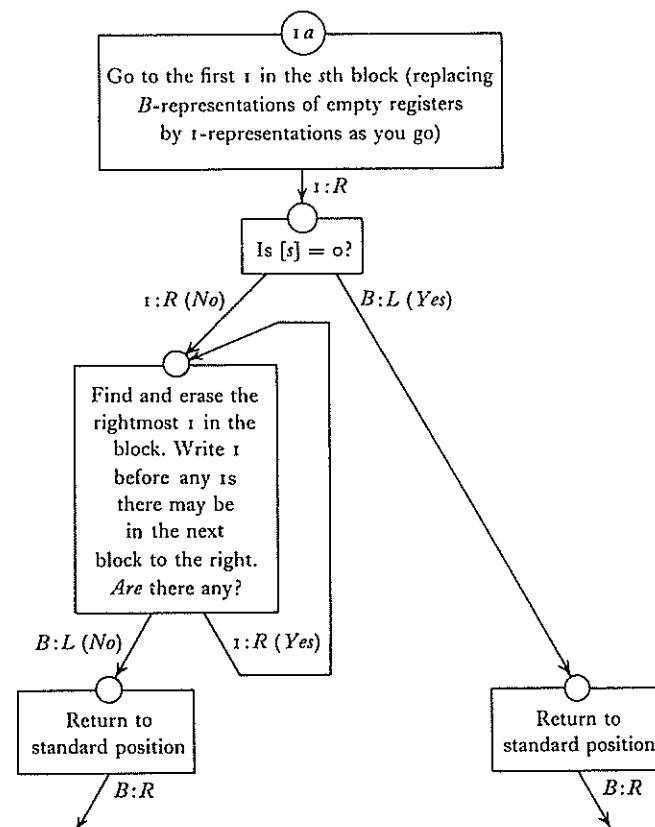 1a
Go to the first 1 in the sth block (replacing
B-representations of empty registers
by 1-representations as you go)
1:R
Is [s] = 0?
1:R (No)
B:L (Yes)
Find and erase the
rightmost 1 in the
block. Write 1
before any 1s
there may be
in the next
block to the right.
Are there any?
B:L (No)
1:R (Yes)
Return to
standard position
B:R
Return to
standard position
B:R